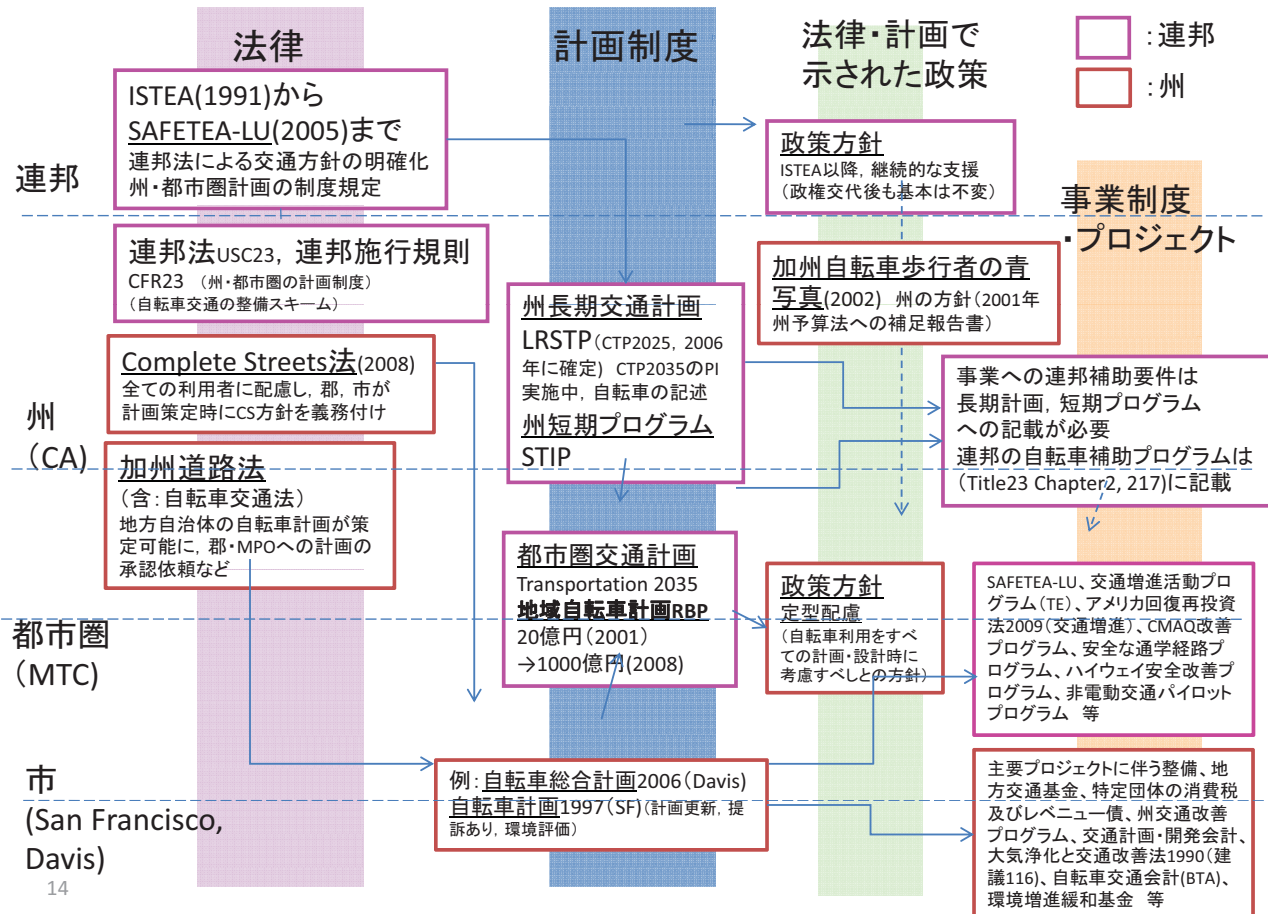 法律
計画制度
法律・計画で
示された政策
：連邦
：州
事業制度
・プロジェクト
連邦
州
（CA)
都市圏
（MTC)
市
(San Francisco,
Davis)
ISTEA(1991)から
SAFETEA-LU(2005)まで
連邦法による交通方針の明確化
州・都市圏計画の制度規定
連邦法USC23，連邦施行規則
CFR23　（州・都市圏の計画制度）
（自転車交通の整備スキーム）
Complete Streets法(2008)
全ての利用者に配慮し，郡，市が
計画策定時にCS方針を義務付け
加州道路法
（含：自転車交通法）
地方自治体の自転車計画が策
定可能に，郡・MPOへの計画の
承認依頼など
州長期交通計画
LRSTP（CTP2025，2006
年に確定）　CTP2035のPI
実施中，自転車の記述
州短期プログラム
STIP
都市圏交通計画
Transportation 2035
地域自転車計画RBP
20億円（2001）
→1000億円(2008)
例：自転車総合計画2006（Davis）
自転車計画1997（SF）（計画更新，提
訴あり，環境評価）
政策方針
ISTEA以降，継続的な支援
（政権交代後も基本は不変）
加州自転車歩行者の青
写真(2002)　州の方針（2001年
州予算法への補足報告書）
政策方針
定型配慮
（自転車利用をすべ
ての計画・設計時に
考慮すべしとの方針）
事業への連邦補助要件は
長期計画，短期プログラム
への記載が必要
連邦の自転車補助プログラムは
（Title23 Chapter2, 217)に記載
SAFETEA-LU、交通増進活動プロ
グラム（TE）、アメリカ回復再投資
法2009（交通増進）、CMAQ改善
プログラム、安全な通学経路プ
ログラム、ハイウェイ安全改善プ
ログラム、非電動交通パイロット
プログラム　等
主要プロジェクトに伴う整備、地
方交通基金、特定団体の消費税
及びレベニュー債、州交通改善
プログラム、交通計画・開発会計、
大気浄化と交通改善法1990（建
議116）、自転車交通会計(BTA)、
環境増進緩和基金　等
14